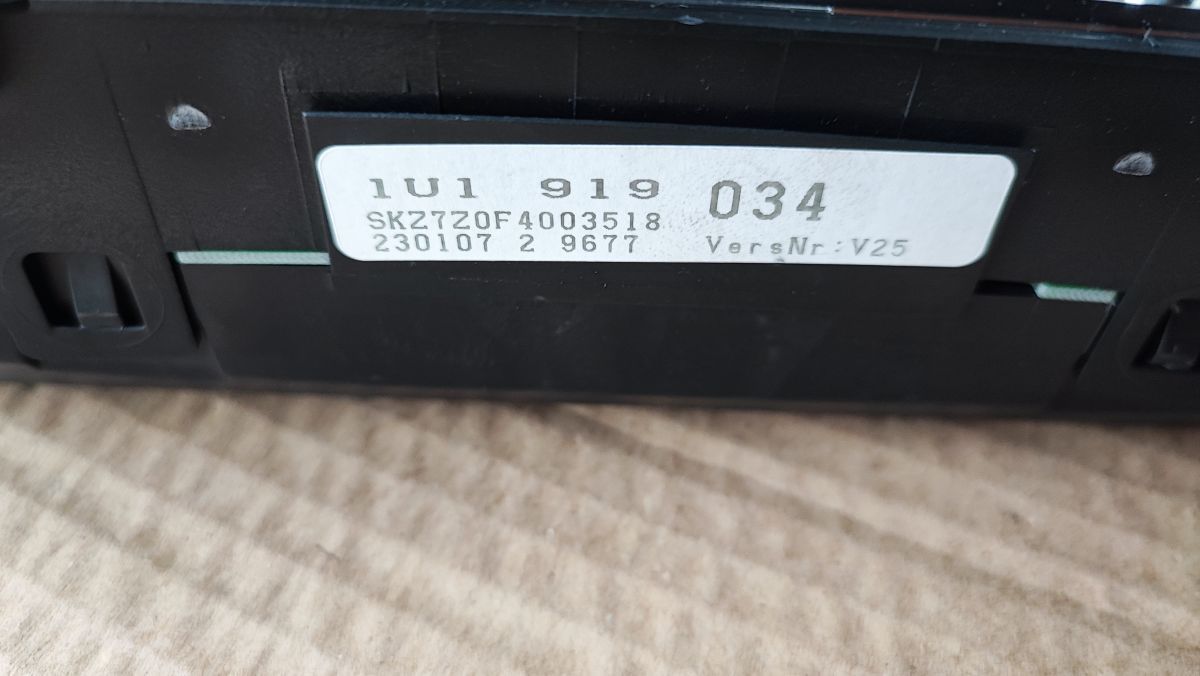 1U1 919 034
SKZ7Z0F4003518
230107 2 9677 VersNr:V25